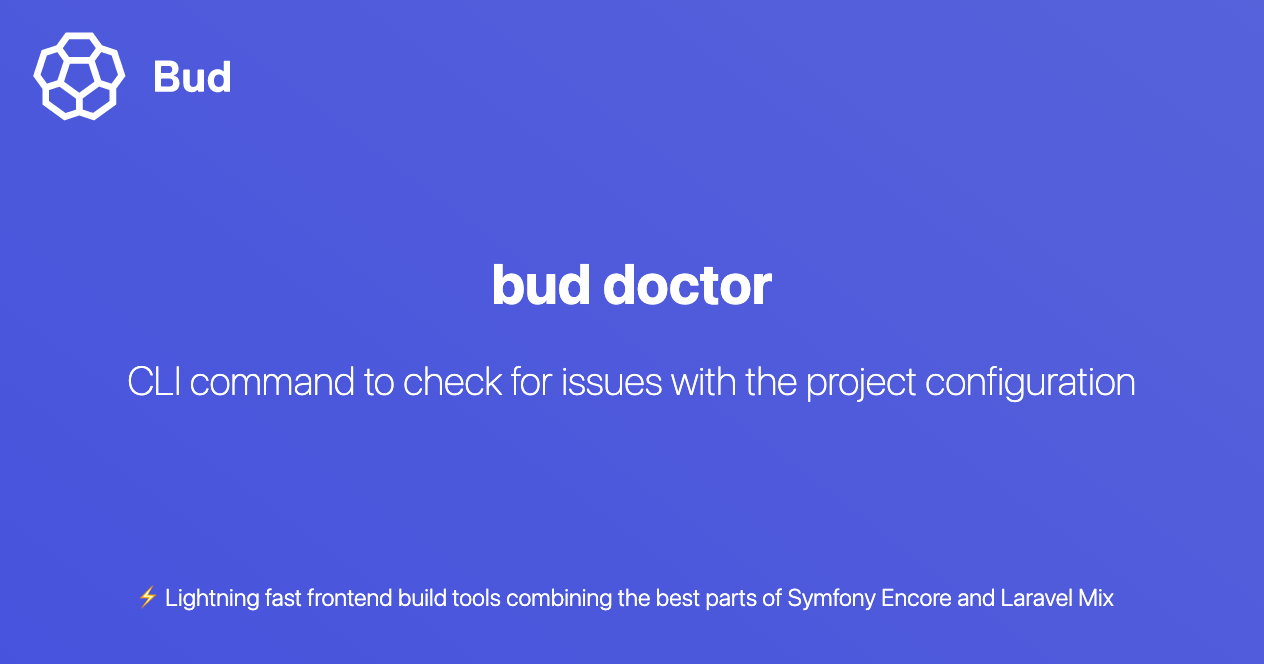 Bud
bud doctor
CLI command to check for issues with the project configuration
⚡ Lightning fast frontend build tools combining the best parts of Symfony Encore and Laravel Mix